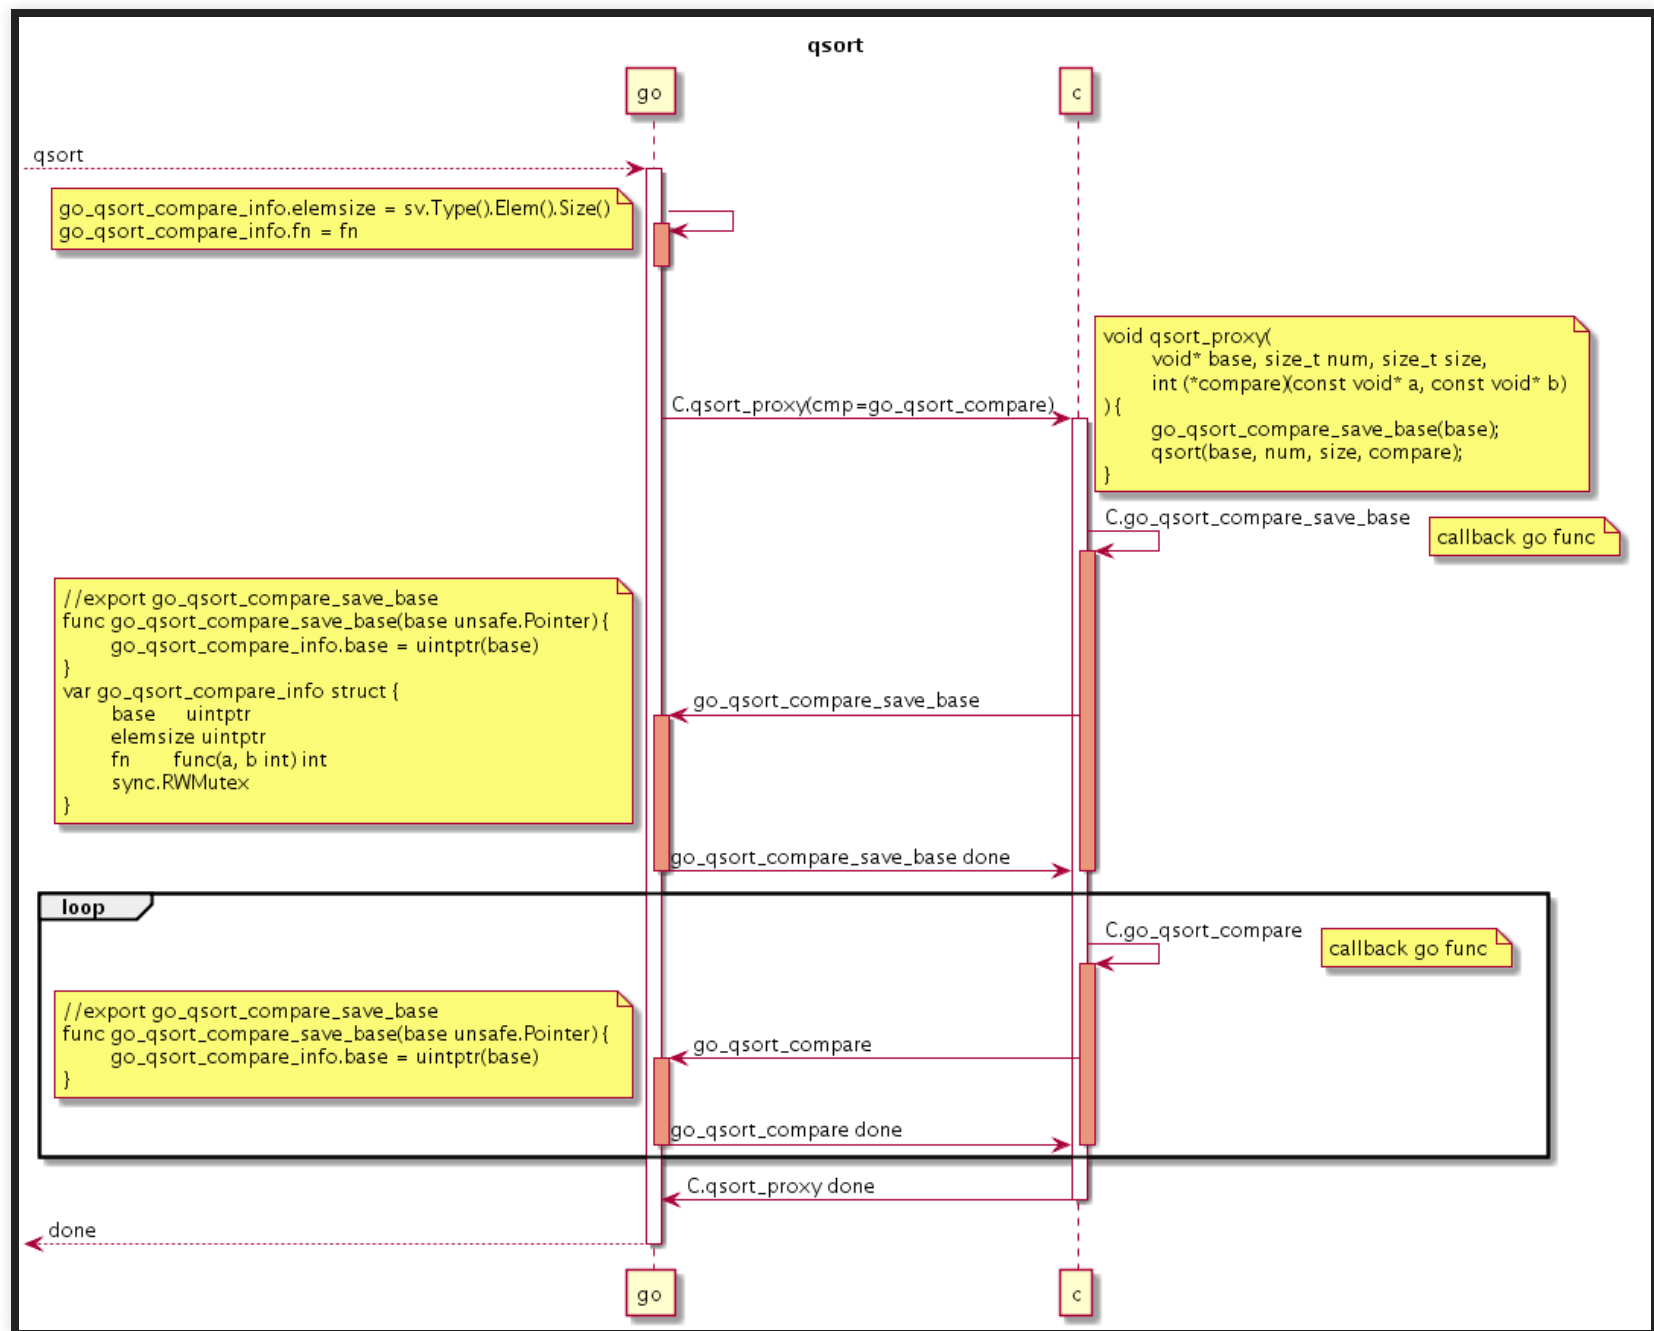 qsort
go
c
qsort
go_qsort_compare_info.elemsize = sv.Type().Elem().Size()
go_qsort_compare_info.fn = fn
void qsort_proxy(
void* base, size_t num, size_t size,
int (*compare)(const void* a, const void* b)
) {
go_qsort_compare_save_base(base);
qsort(base, num, size, compare);
}
C.qsort_proxy(cmp=go_qsort_compare)
C.go_qsort_compare_save_base
callback go func
//export go_qsort_compare_save_base
func go_qsort_compare_save_base(base unsafe.Pointer) {
go_qsort_compare_info.base = uintptr(base)
}
var go_qsort_compare_info struct {
base uintptr
elemsize uintptr
fn func(a, b int) int
sync.RWMutex
}
go_qsort_compare_save_base
go_qsort_compare_save_base done
loop
C.go_qsort_compare
callback go func
//export go_qsort_compare_save_base
func go_qsort_compare_save_base(base unsafe.Pointer) {
go_qsort_compare_info.base = uintptr(base)
}
go_qsort_compare
go_qsort_compare done
C.qsort_proxy done
done
go
c